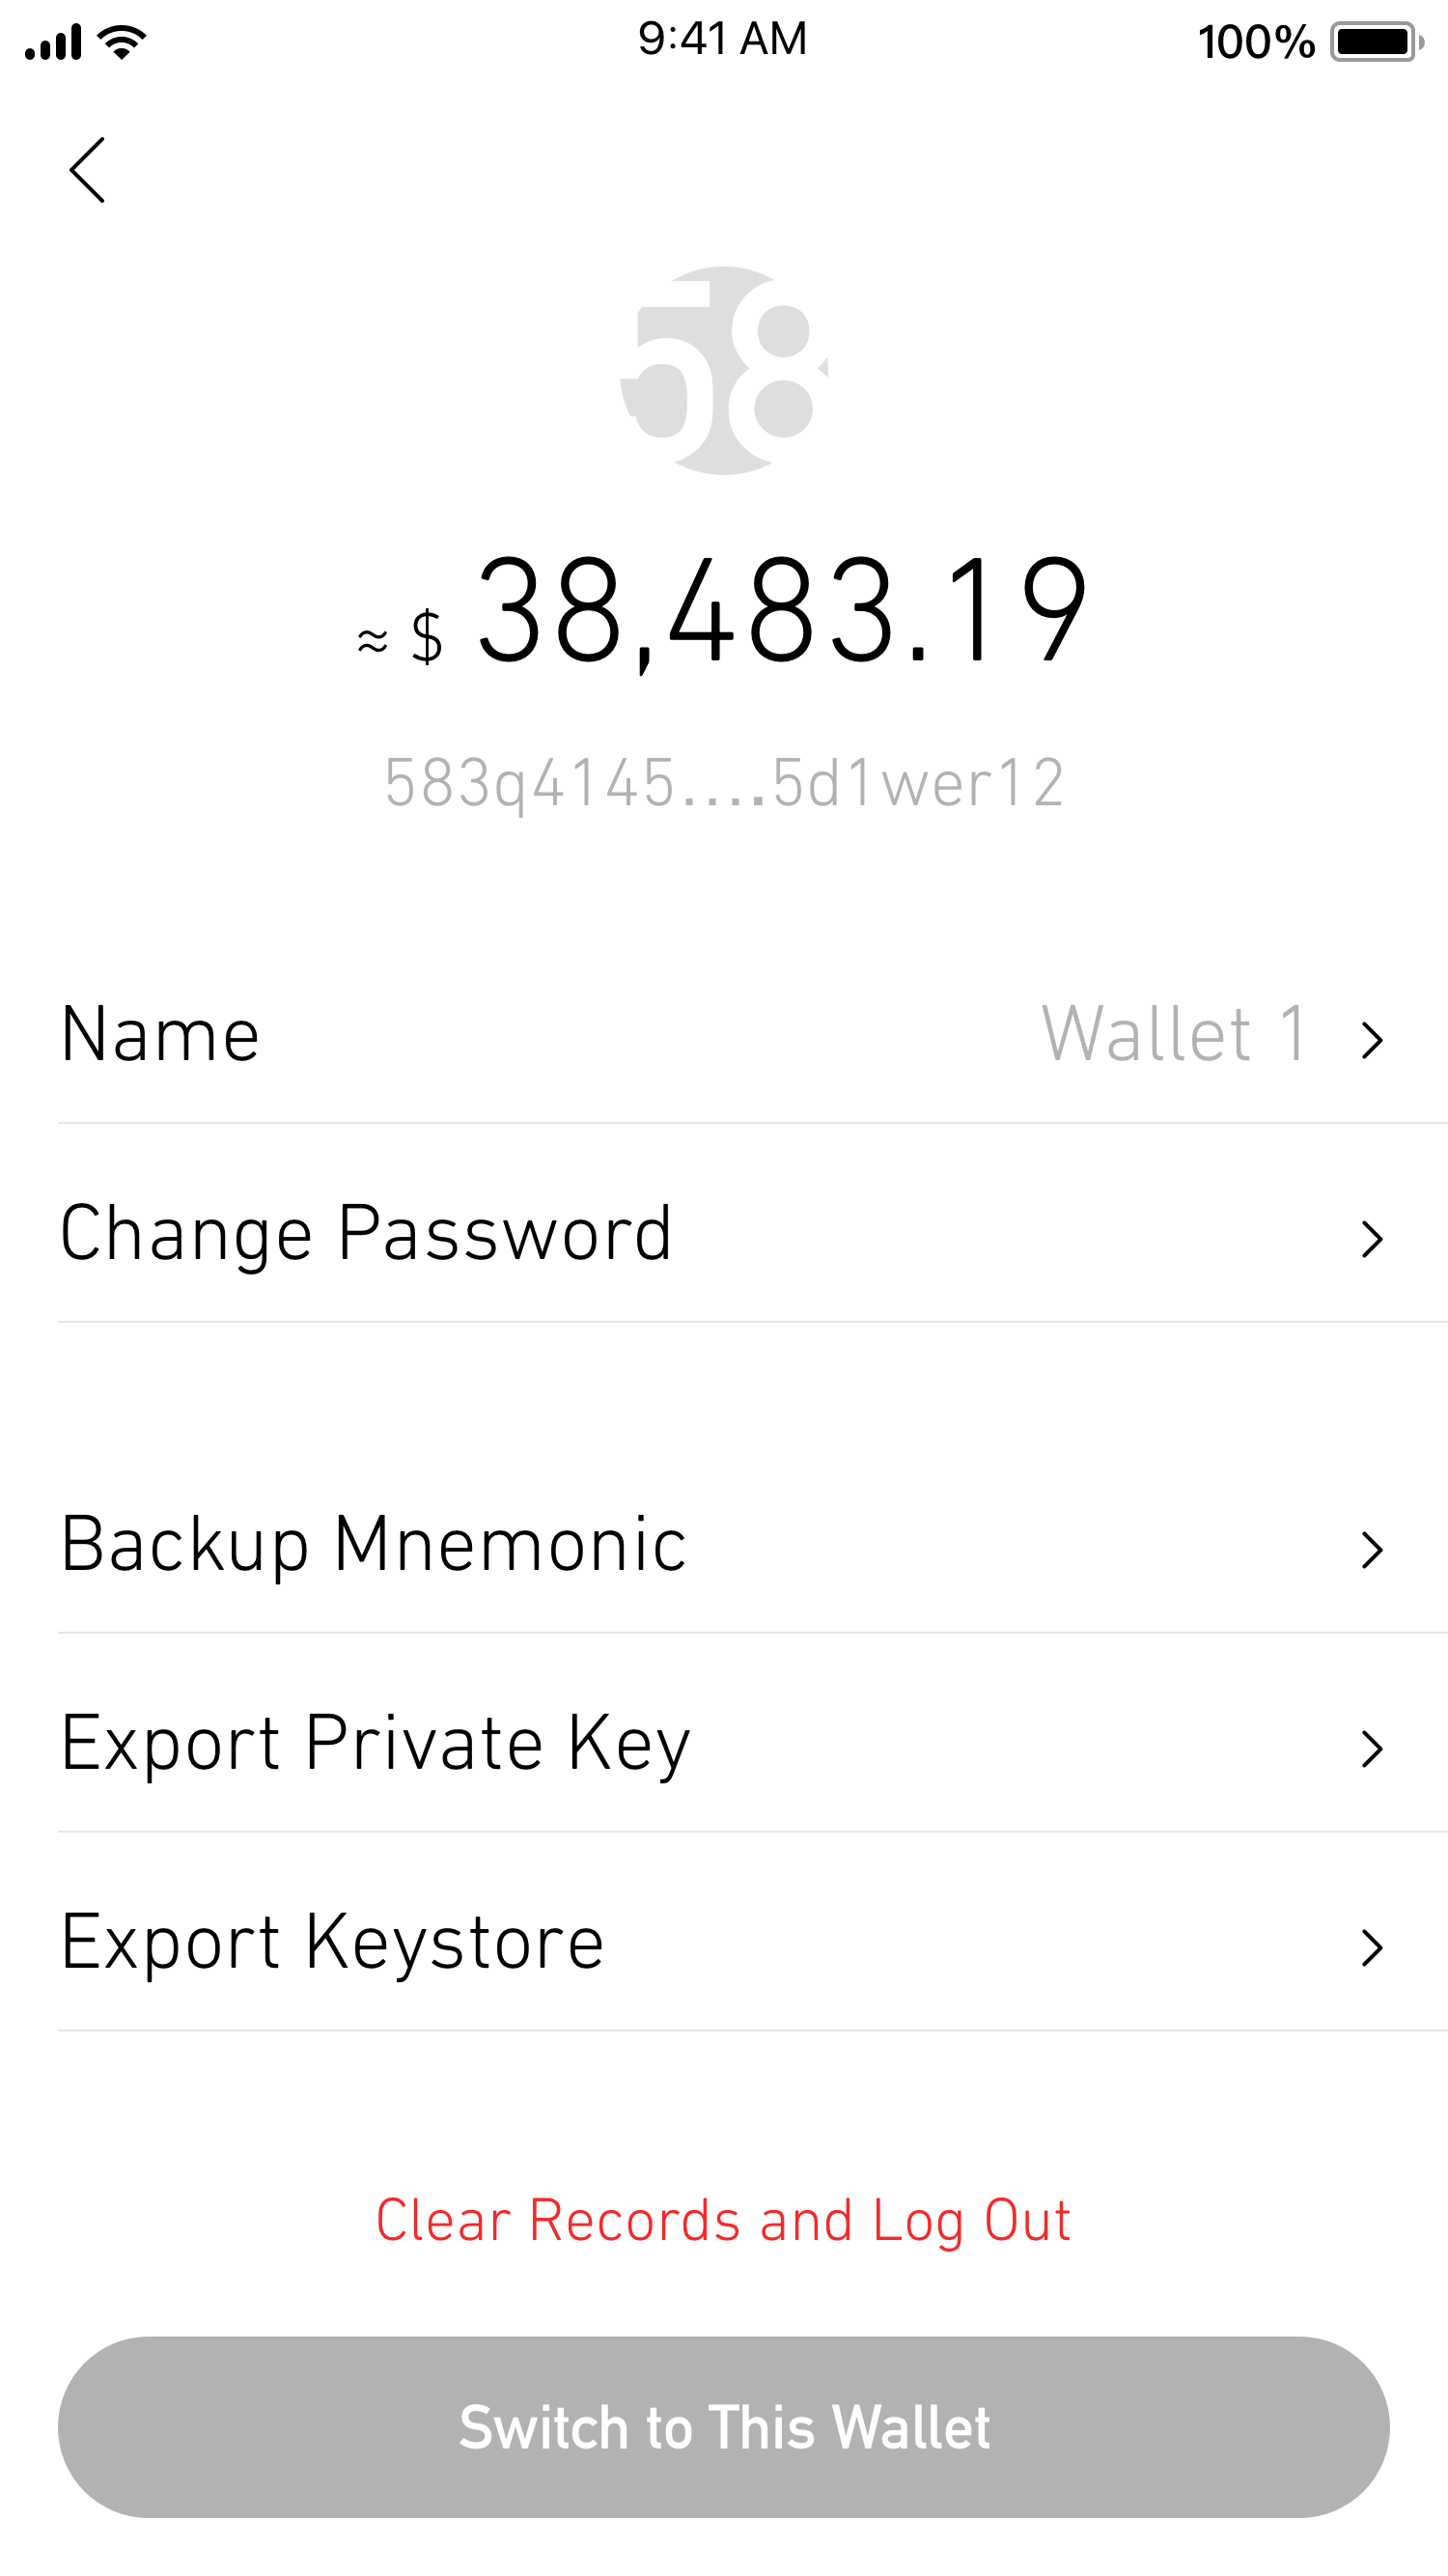 9:41 AM
100%
58
≈ $ 38,483.19
583q4145....5d1wer12
Name
Wallet 1
Change Password
Backup Mnemonic
Export Private Key
Export Keystore
Clear Records and Log Out
Switch to This Wallet